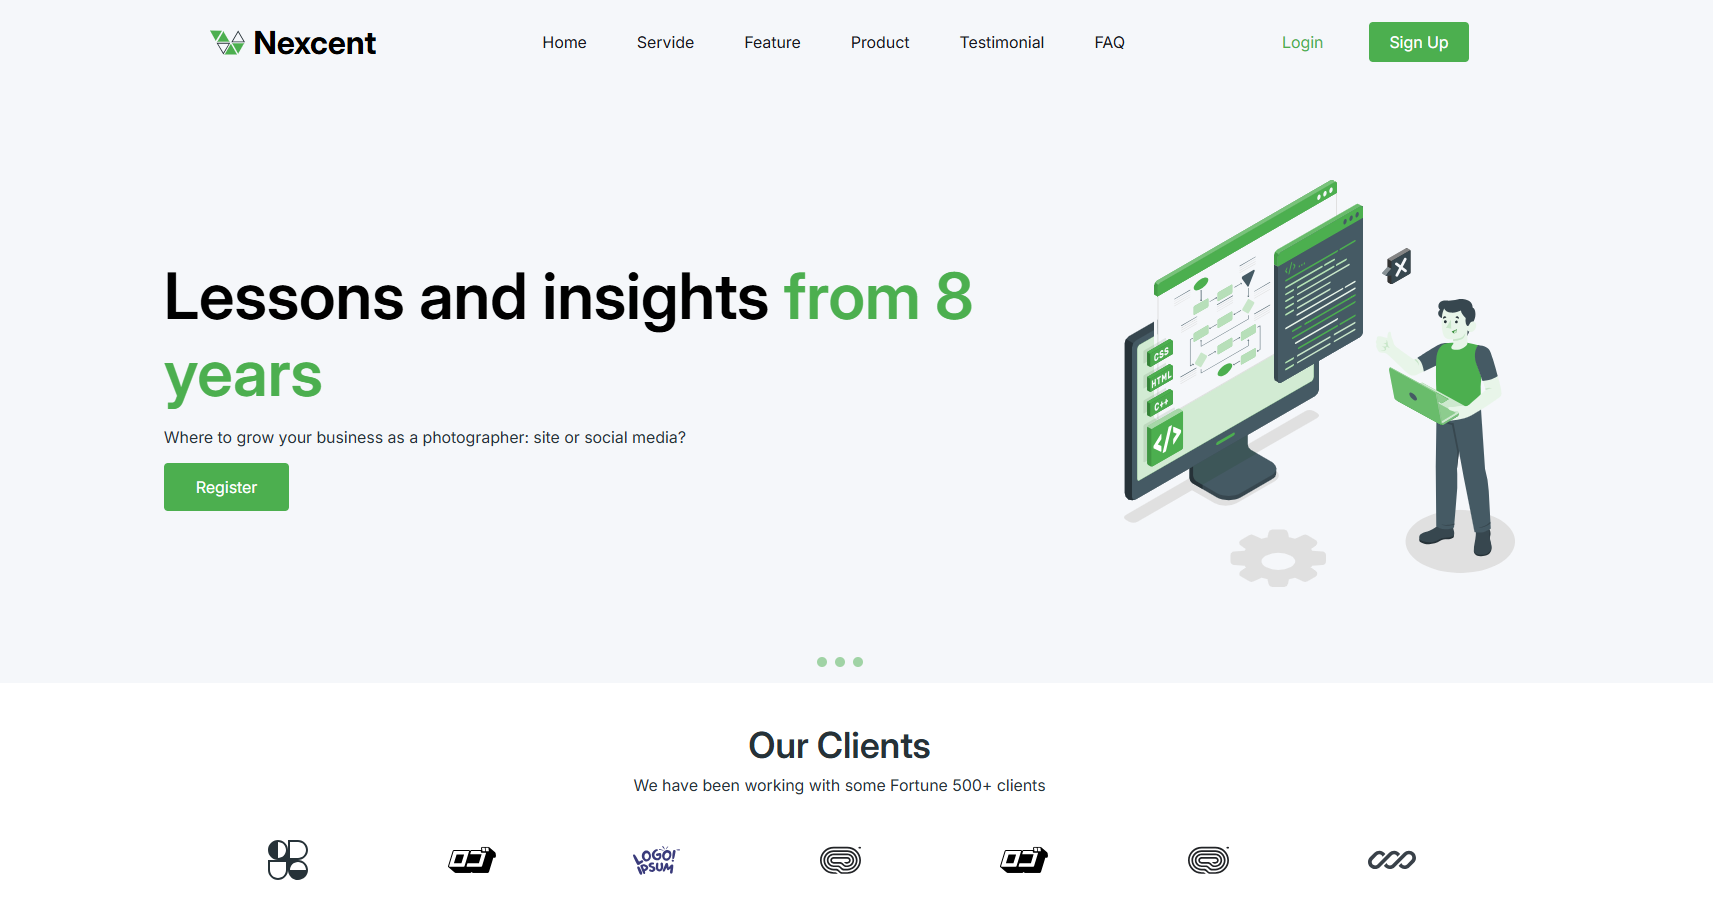 Nexcent
Home Servide Feature Product Testimonial FAQ
Login Sign Up
Lessons and insights from 8
years
Where to grow your business as a photographer: site or social media?
Register
CSS
HTML
C++
</>
</> ...
X
Our Clients
We have been working with some Fortune 500+ clients
LOGO!
IPSUM